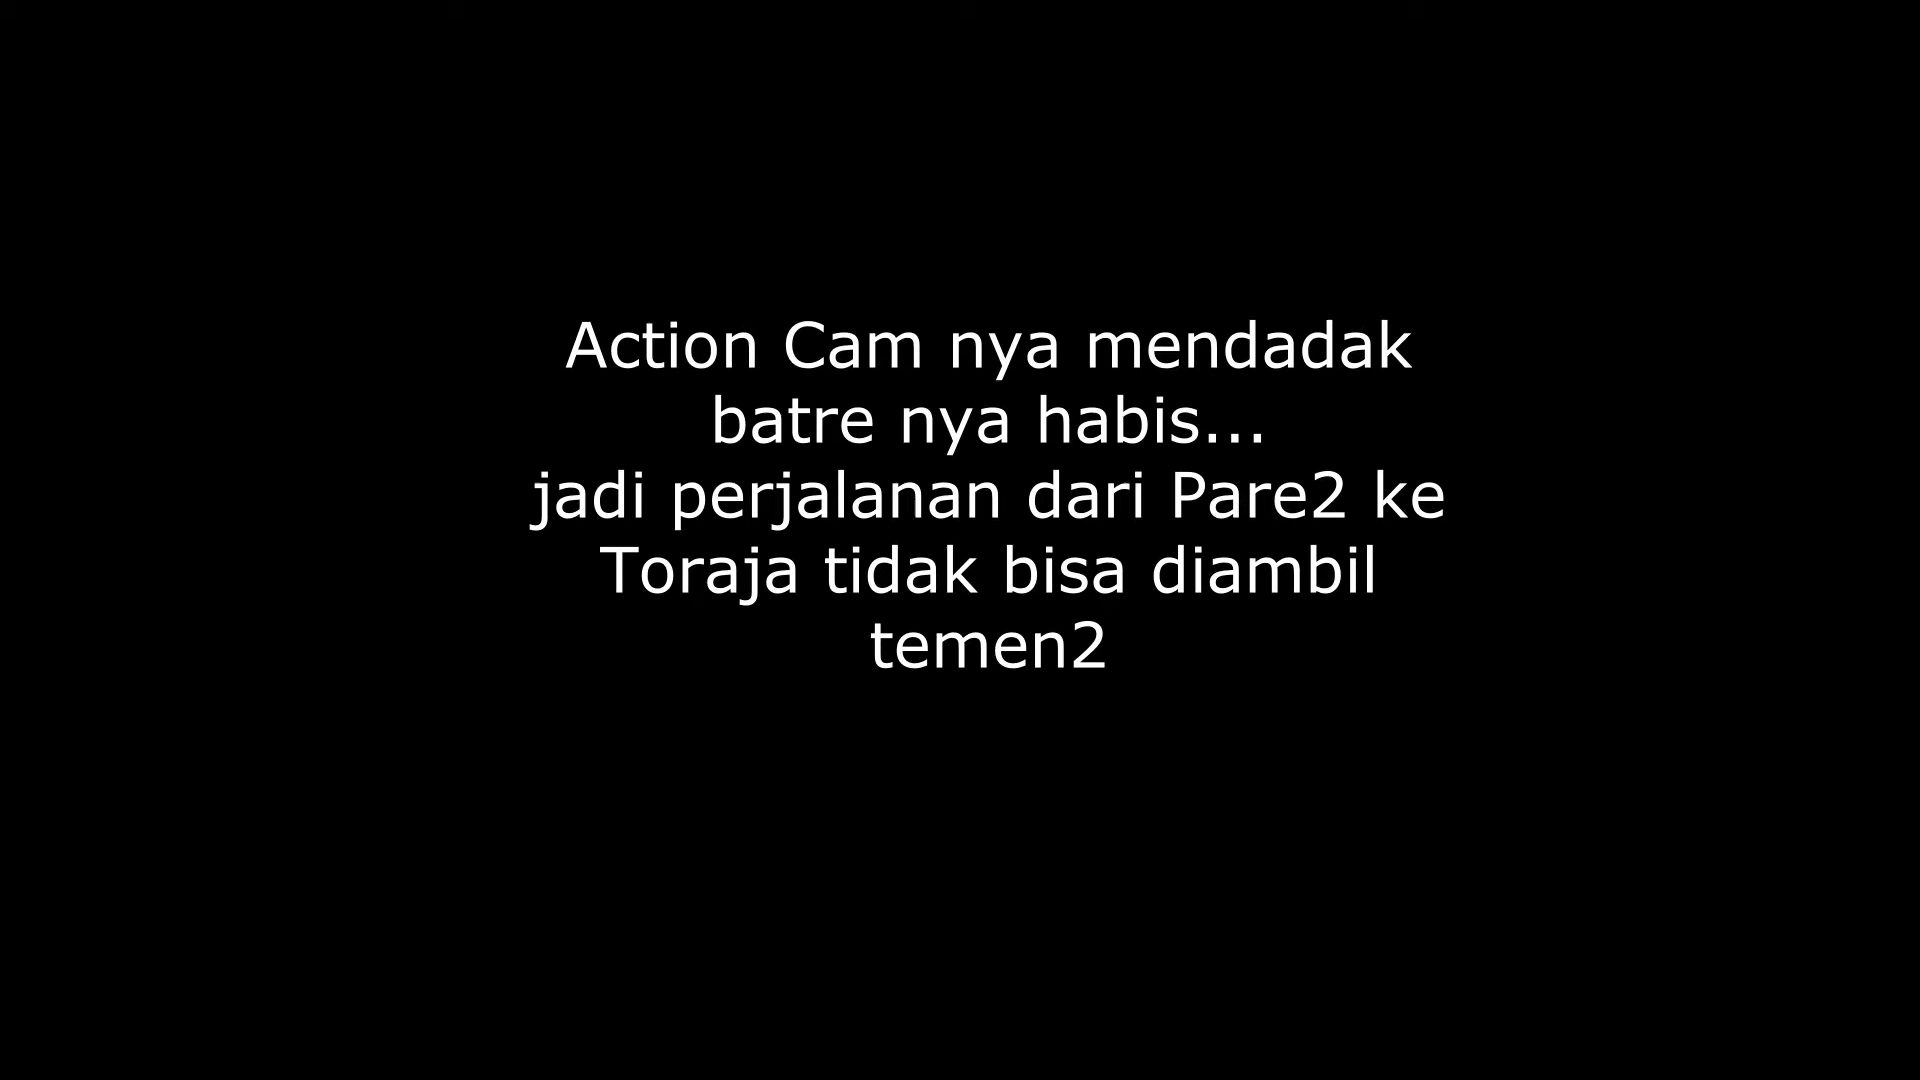 Action Cam nya mendadak
batre nya habis...
jadi perjalanan dari Pare2 ke
Toraja tidak bisa diambil
temen2